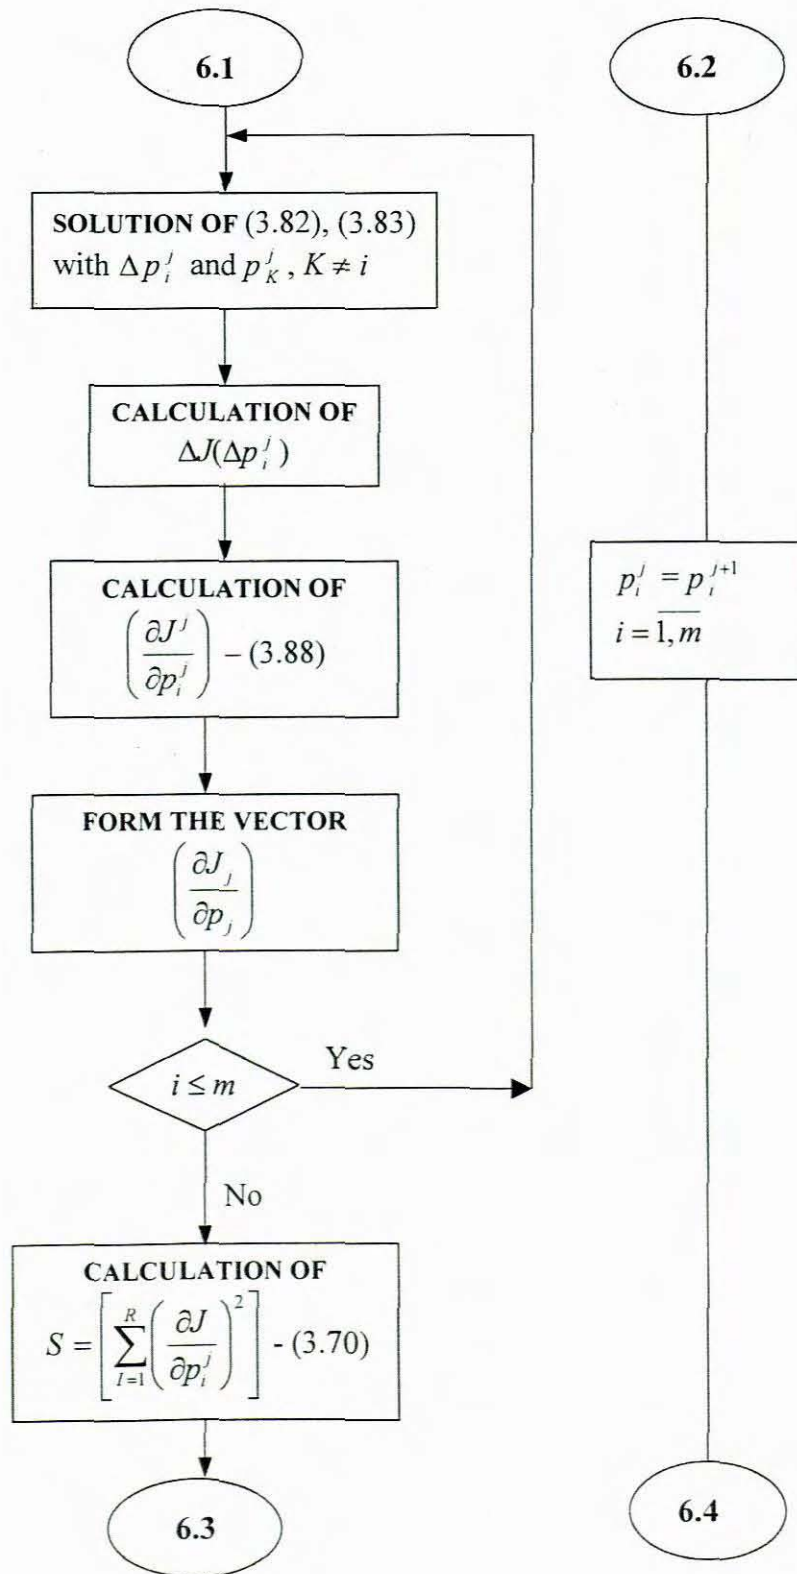 6.1
SOLUTION OF (3.82), (3.83)
with Δp_i^j and p_K^j, K ≠ i
CALCULATION OF
ΔJ(Δp_i^j)
CALCULATION OF
(∂J^j/∂p_i^j) – (3.88)
FORM THE VECTOR
(∂J_j/∂p_j)
i ≤ m
Yes
No
CALCULATION OF
S = [∑_{I=1}^{R} (∂J/∂p_i^j)^2] - (3.70)
6.3
6.2
p_i^j = p_i^{j+1}
i = \overline{1, m}
6.4